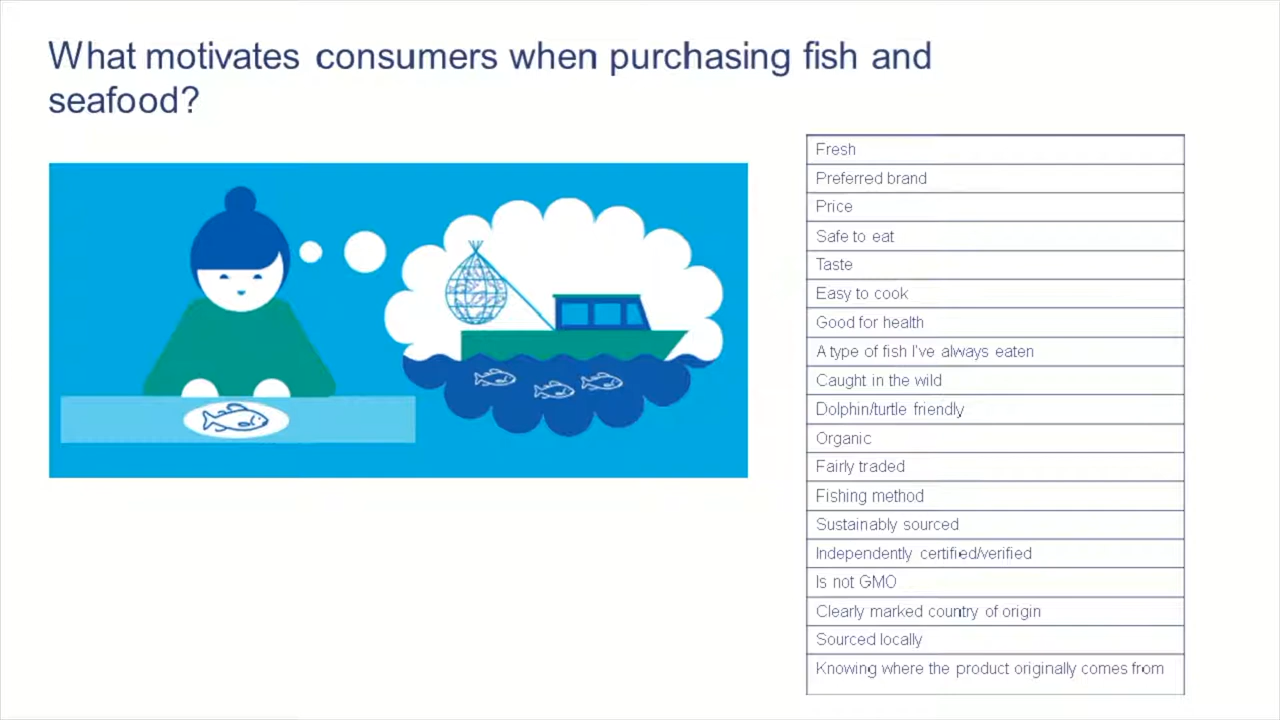 What motivates consumers when purchasing fish and
seafood?
Fresh
Preferred brand
Price
Safe to eat
Taste
Easy to cook
Good for health
A type of fish I've always eaten
Caught in the wild
Dolphin/turtle friendly
Organic
Fairly traded
Fishing method
Sustainably sourced
Independently certified/verified
Is not GMO
Clearly marked country of origin
Sourced locally
Knowing where the product originally comes from